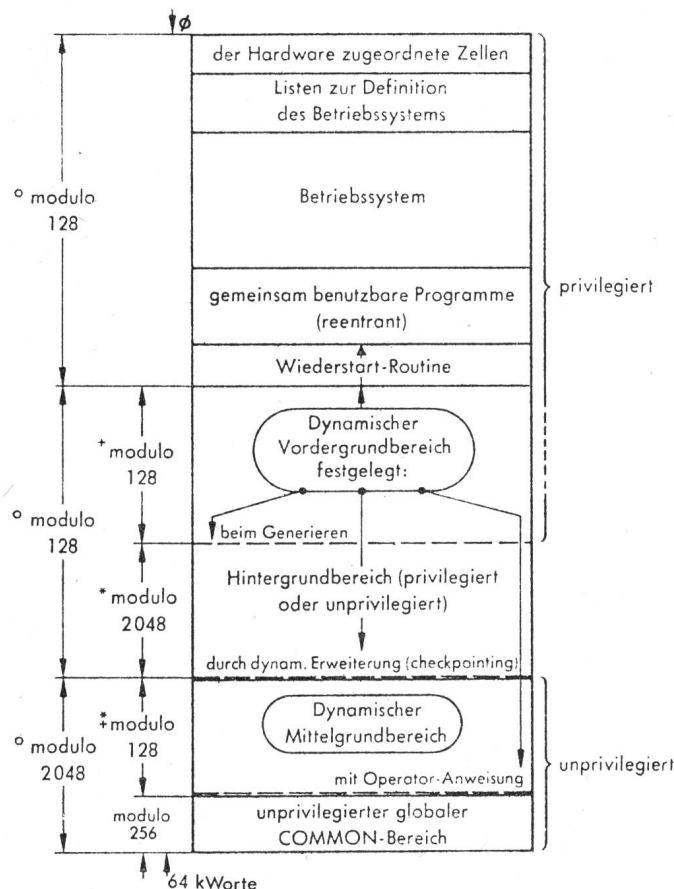 ø
der Hardware zugeordnete Zellen
Listen zur Definition
des Betriebssystems
° modulo
128
Betriebssystem
privilegiert
gemeinsam benutzbare Programme
(reentrant)
Wiederstart-Routine
Dynamischer
Vordergrundbereich
festgelegt:
+ modulo
128
° modulo
128
beim Generieren
* modulo
2048
Hintergrundbereich (privilegiert
oder unprivilegiert)
durch dynam. Erweiterung (checkpointing)
° modulo
2048
*+ modulo
128
Dynamischer
Mittelgrundbereich
mit Operator-Anweisung
unprivilegiert
modulo
256
unprivilegierter globaler
COMMON-Bereich
64 kWorte